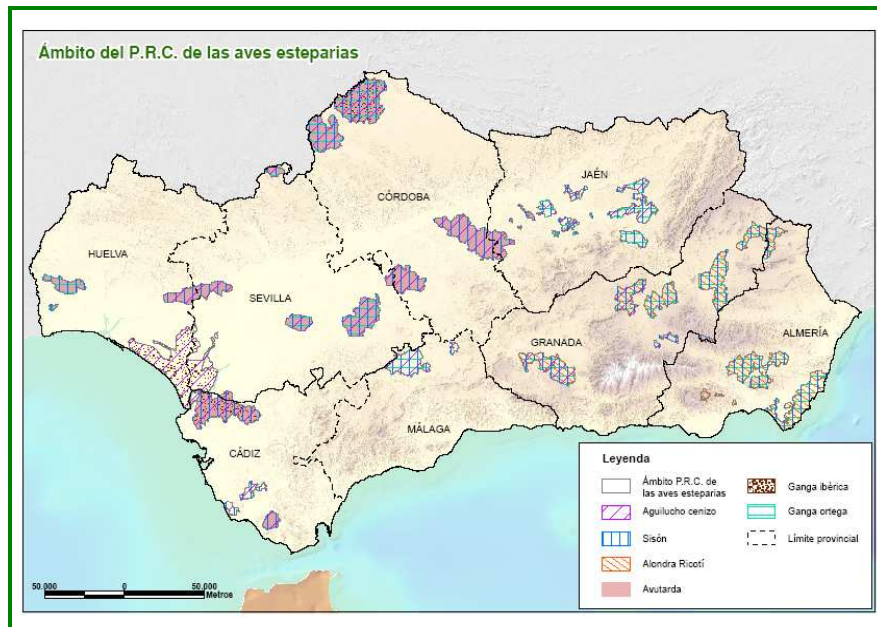 Ámbito del P.R.C. de las aves esteparias
JAÉN
CÓRDOBA
HUELVA
SEVILLA
ALMERÍA
GRANADA
MÁLAGA
CÁDIZ
Leyenda
Ámbito P.R.C. de
las aves esteparias
Aguilucho cenizo
Sisón
Alondra Ricotí
Avutarda
Ganga ibérica
Ganga ortega
Límite provincial
50.000 0 50.000
Metros